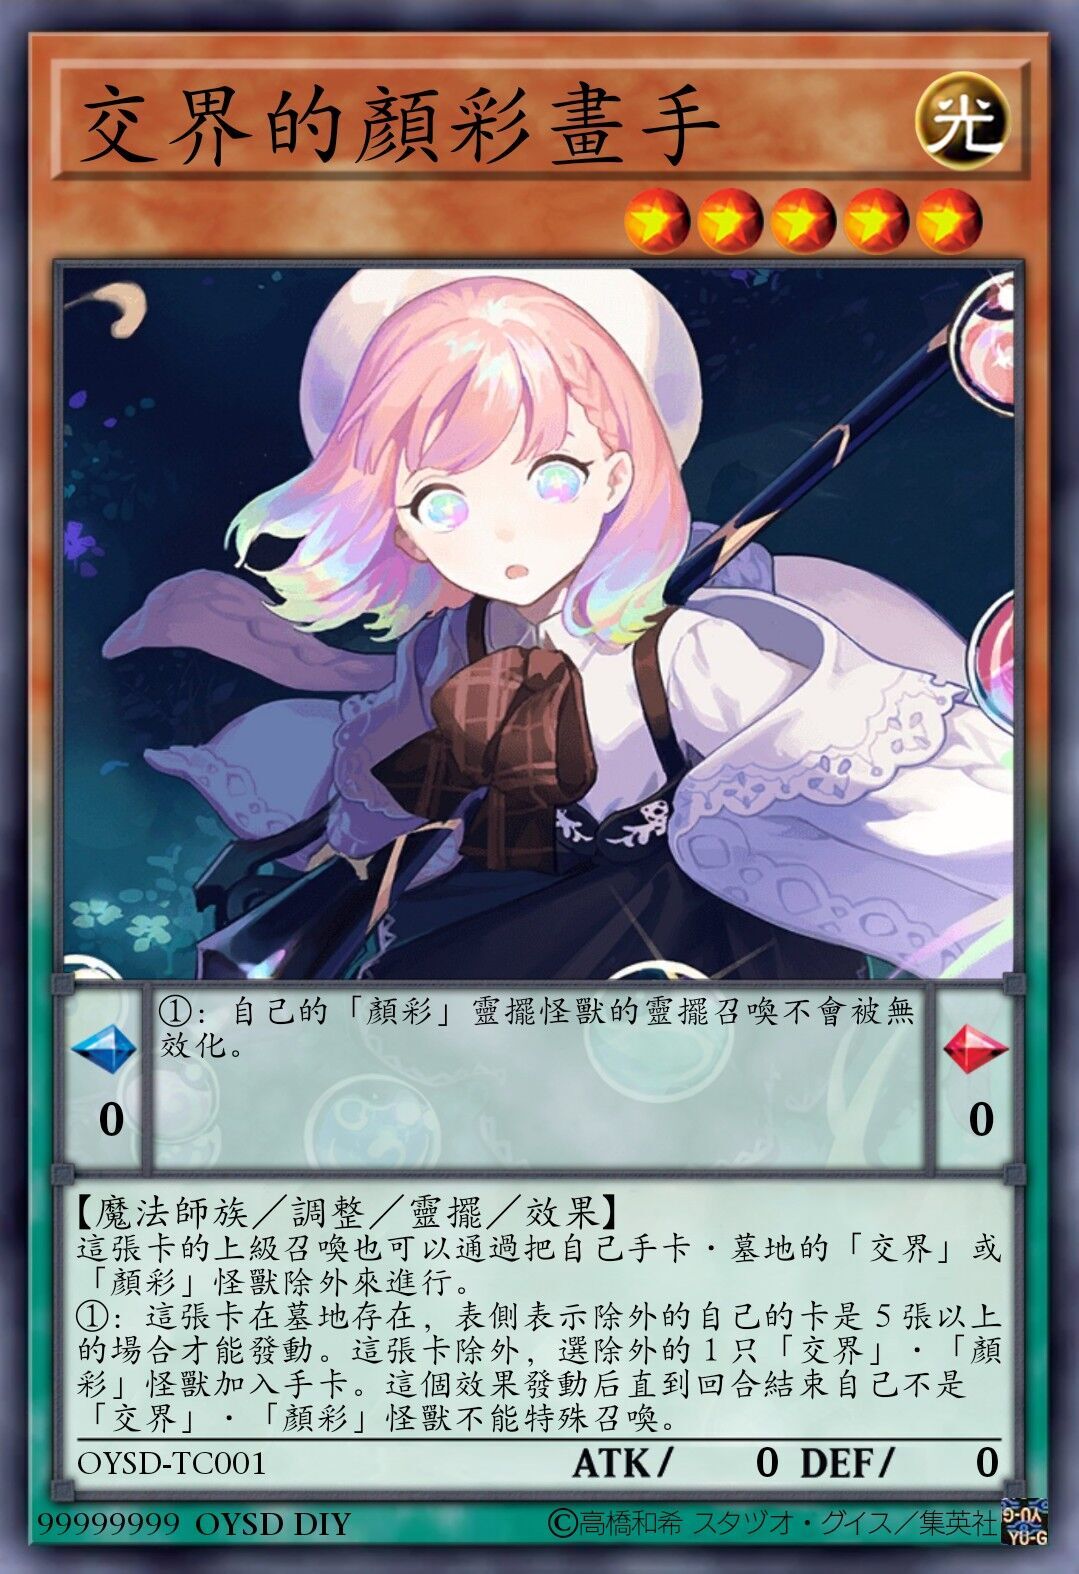 交界的顏彩畫手
光
①：自己的「顏彩」靈擺怪獸的靈擺召喚不會被無
效化。
0
0
【魔法師族／調整／靈擺／效果】
這張卡的上級召喚也可以通過把自己手卡・墓地的「交界」或
「顏彩」怪獸除外來進行。
①：這張卡在墓地存在，表側表示除外的自己的卡是 5 張以上
的場合才能發動。這張卡除外，選除外的 1 只「交界」・「顏
彩」怪獸加入手卡。這個效果發動后直到回合結束自己不是
「交界」・「顏彩」怪獸不能特殊召喚。
OYSD-TC001 ATK/ 0 DEF/ 0
99999999 OYSD DIY ©高橋和希 スタヅオ・グイス／集英社